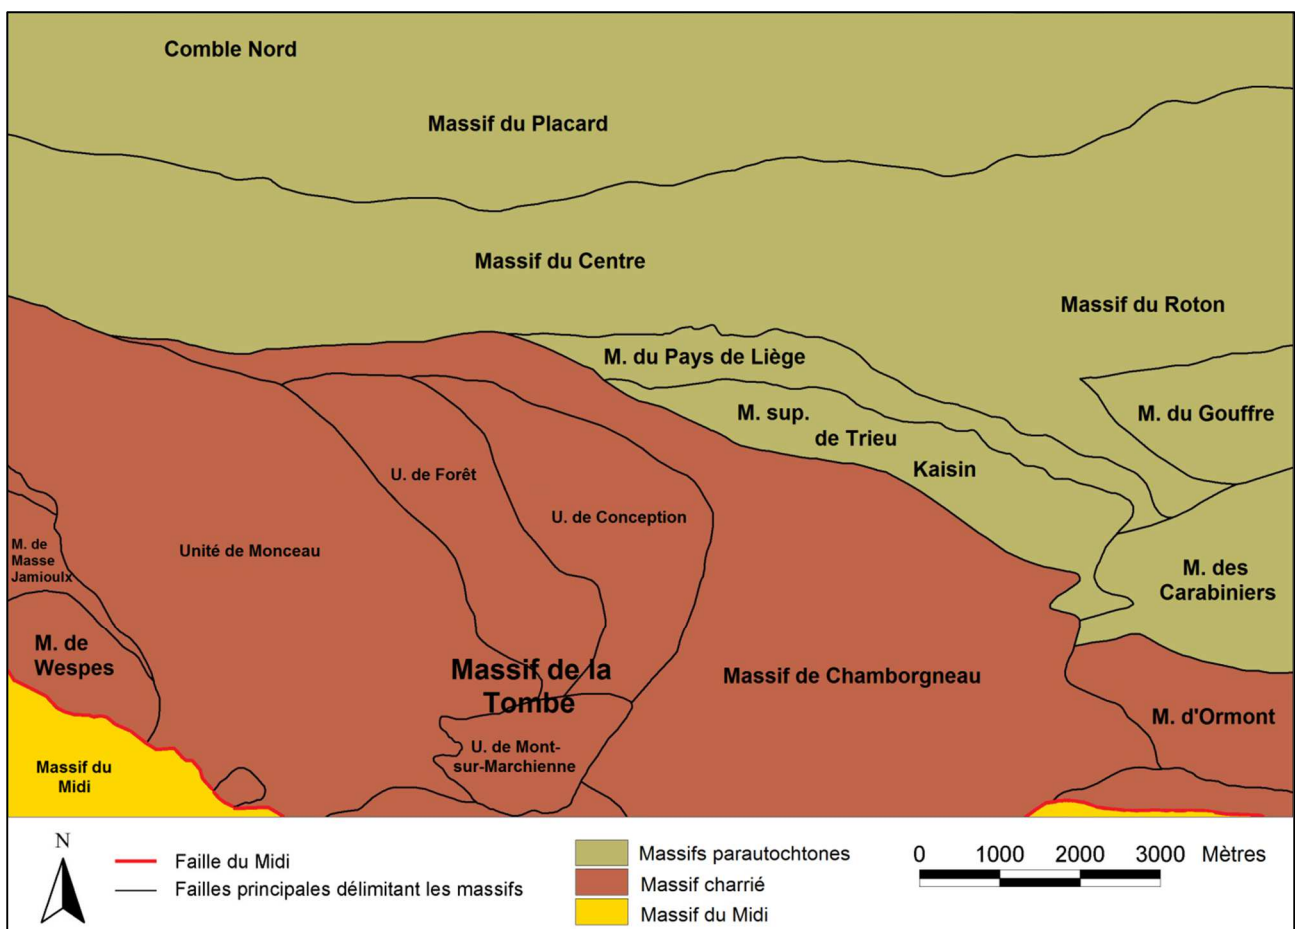 Comble Nord
Massif du Placard
Massif du Centre
Massif du Roton
M. du Pays de Liège
M. du Gouffre
M. sup.
de Trieu
Kaisin
U. de Forêt
U. de Conception
Unité de Monceau
M. de
Masse
Jamioulx
M. des
Carabiniers
M. de
Wespes
Massif de la
Tombe
Massif de Chamborgneau
M. d'Ormont
U. de Mont-
sur-Marchienne
Massif du
Midi
N
Faille du Midi
Failles principales délimitant les massifs
Massifs parautochtones
Massif charrié
Massif du Midi
0 1000 2000 3000 Mètres